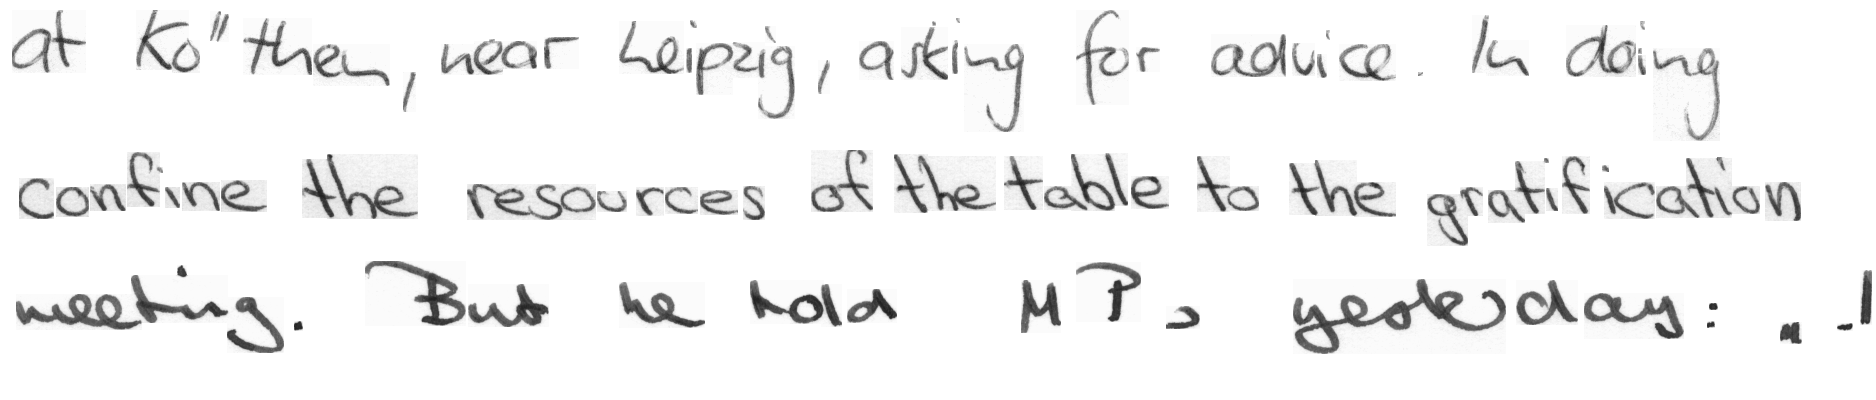 at Ko"then, near Leipzig, asking for advice. In doing
confine the resources of the table to the gratification
meeting. But he told MPs yesterday: "-I